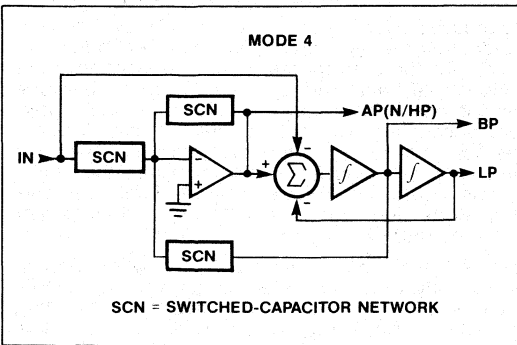 MODE 4
SCN
AP(N/HP)
BP
IN
SCN
-
+
+
-
Σ
-
∫
∫
LP
SCN
SCN = SWITCHED-CAPACITOR NETWORK